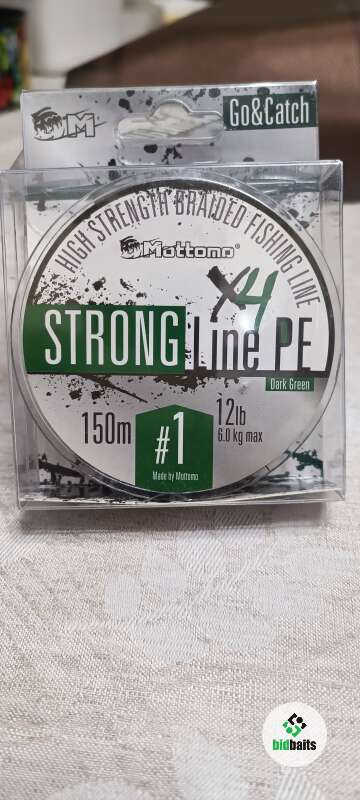 M
Go&Catch
HIGH STRENGTH BRAIDED FISHING LINE
Mottomo®
X4
STRONG Line PE
Dark Green
150m
#1
Made by Mottomo
12lb
6.0 kg max
bidbaits